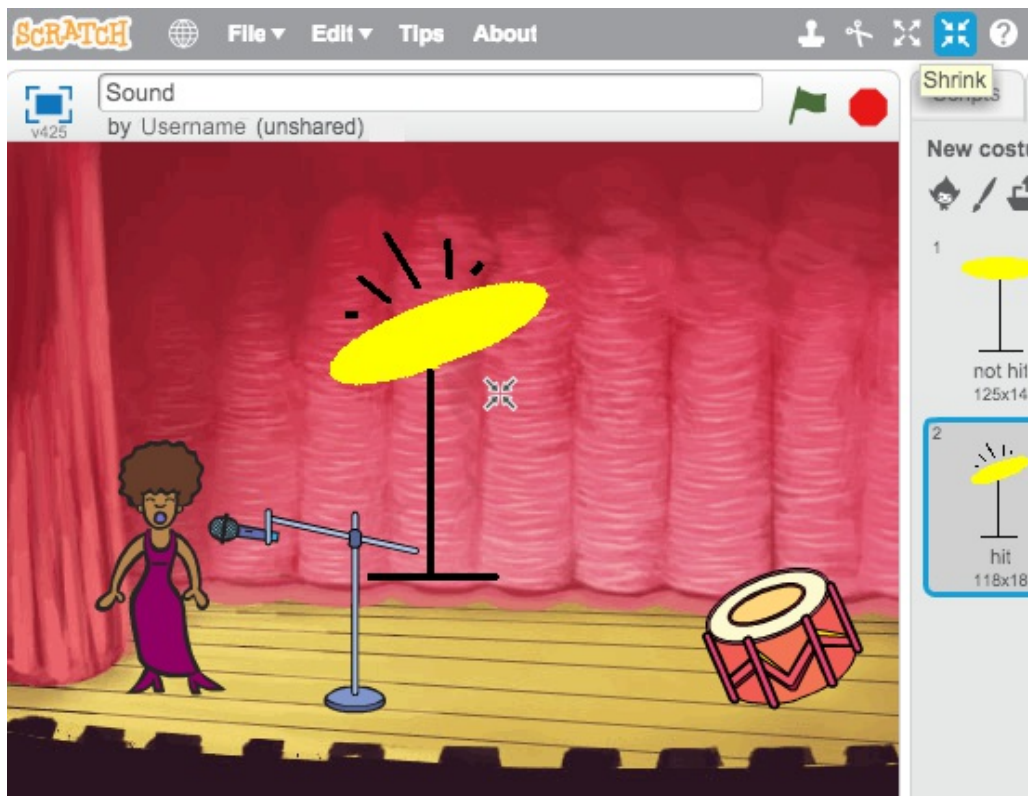 SCRATCH File Edit Tips About
Shrink
Sound
v425
by Username (unshared)
Scripts
New costu
1
not hit
125x14
2
hit
118x18